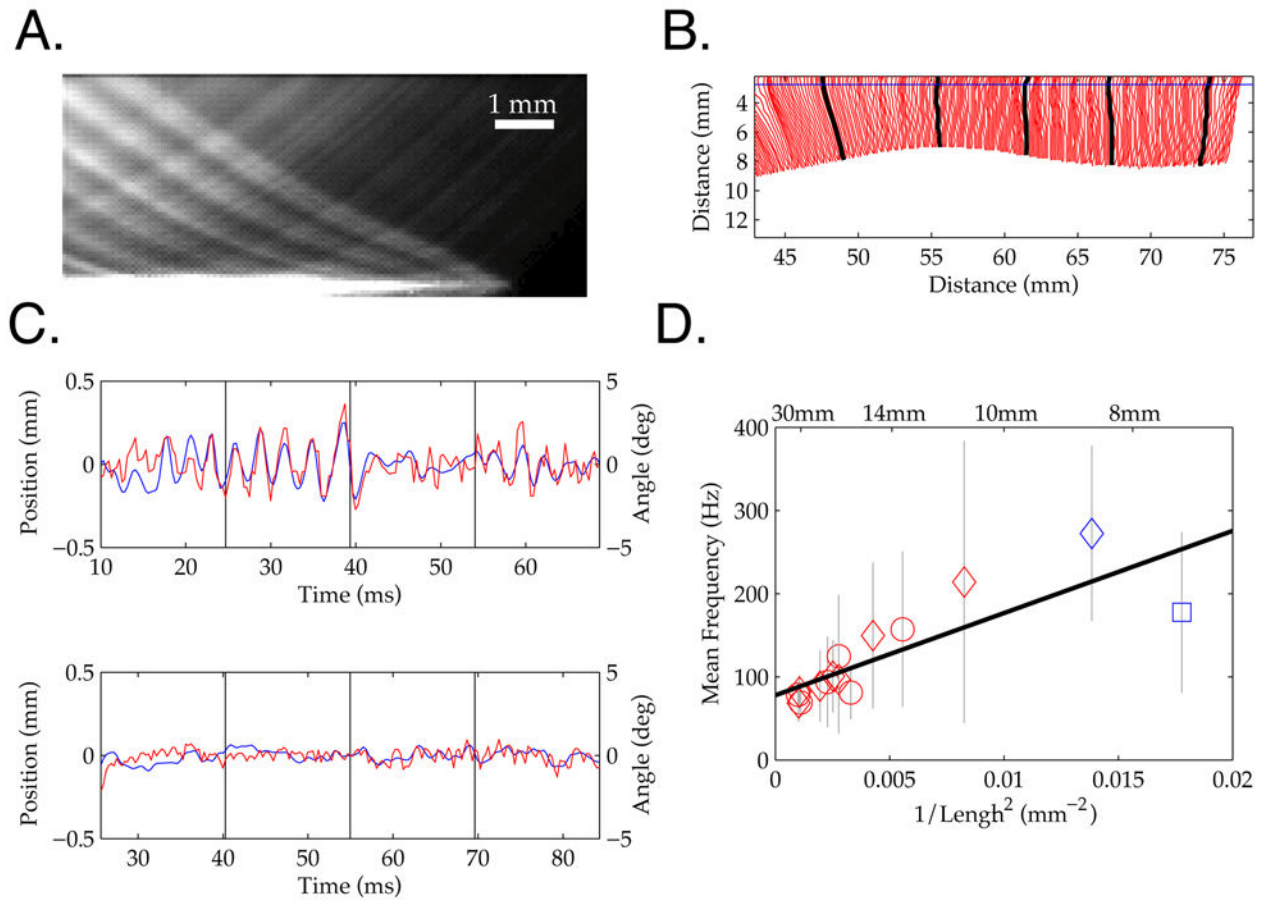 A.
1 mm
B.
Distance (mm)
4
6
8
10
12
45 50 55 60 65 70 75
Distance (mm)
C.
Position (mm)
0.5
0
−0.5
5
0
−5
Angle (deg)
10 20 30 40 50 60
Time (ms)
Position (mm)
0.5
0
−0.5
5
0
−5
Angle (deg)
30 40 50 60 70 80
Time (ms)
D.
30mm 14mm 10mm 8mm
Mean Frequency (Hz)
400
300
200
100
0
0 0.005 0.01 0.015 0.02
1/Lengh² (mm⁻²)